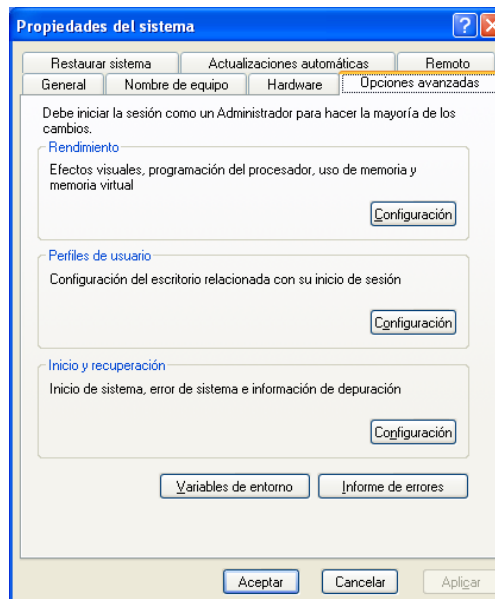 Propiedades del sistema
Restaurar sistema Actualizaciones automáticas Remoto
General Nombre de equipo Hardware Opciones avanzadas
Debe iniciar la sesión como un Administrador para hacer la mayoría de los
cambios.
Rendimiento
Efectos visuales, programación del procesador, uso de memoria y
memoria virtual
Configuración
Perfiles de usuario
Configuración del escritorio relacionada con su inicio de sesión
Configuración
Inicio y recuperación
Inicio de sistema, error de sistema e información de depuración
Configuración
Variables de entorno Informe de errores
Aceptar Cancelar Aplicar